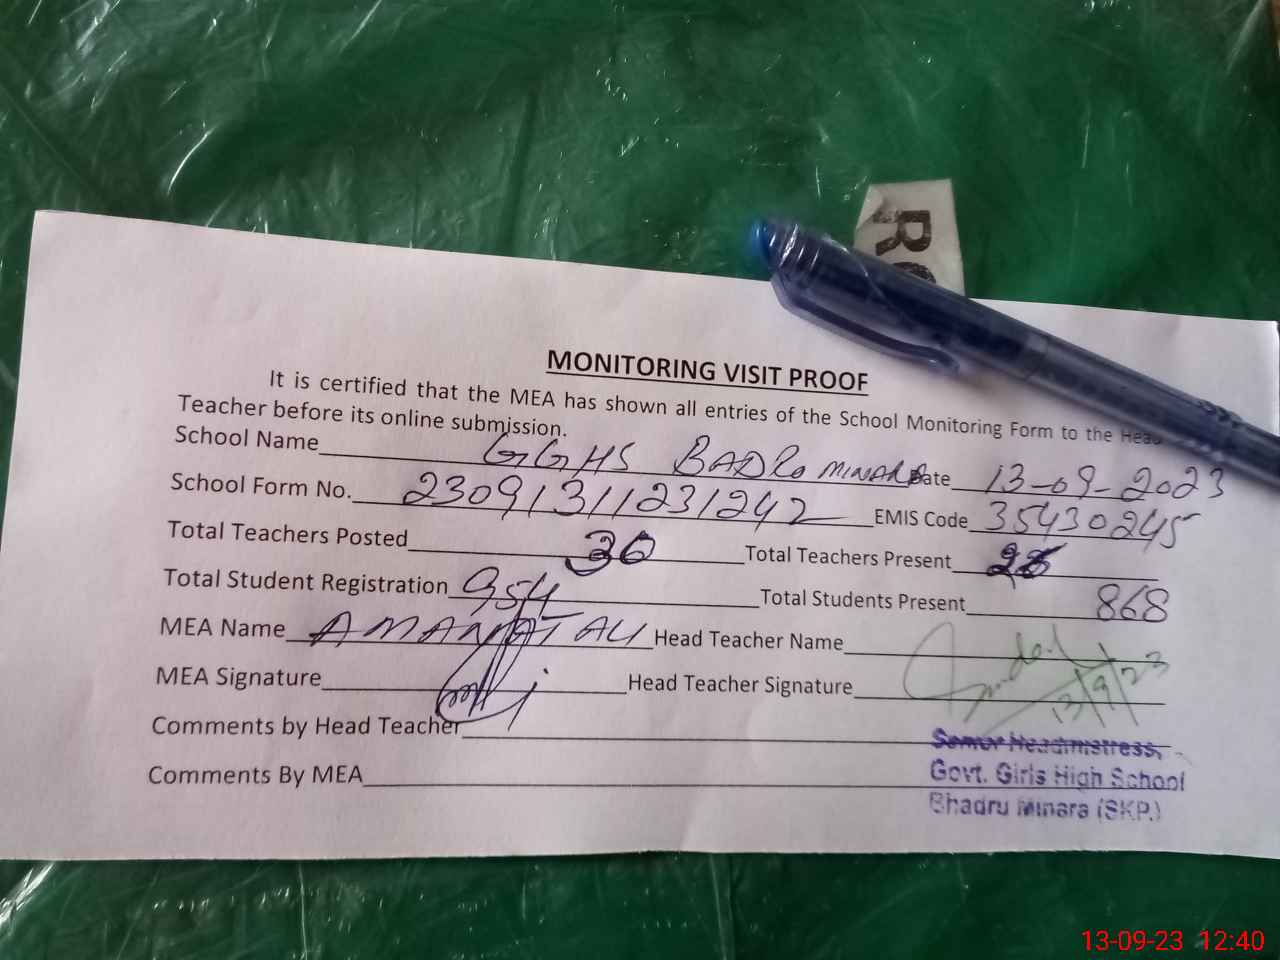 MONITORING VISIT PROOF
It is certified that the MEA has shown all entries of the School Monitoring Form to the Head
Teacher before its online submission.
School Name GGHS BADRO MINARA Date 13-09-2023
School Form No. 23091311231242 EMIS Code 35430245
Total Teachers Posted 30 Total Teachers Present
Total Student Registration 954 Total Students Present 868
MEA Name AMANAT ALI Head Teacher Name
MEA Signature Head Teacher Signature 13/9/23
Comments by Head Teacher
Senior Headmistress,
Comments By MEA Govt. Girls High School
Bhadru Minara (SKP.)
13-09-23 12:40